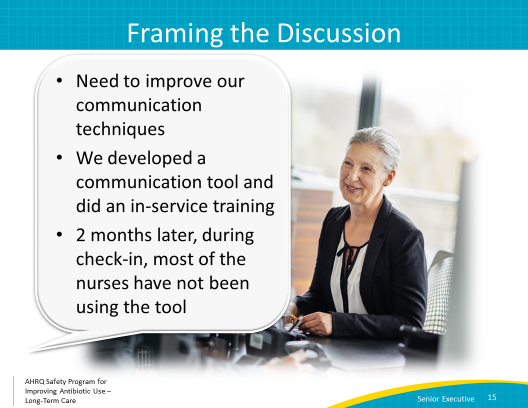 Framing the Discussion
• Need to improve our
communication
techniques
• We developed a
communication tool and
did an in-service training
• 2 months later, during
check-in, most of the
nurses have not been
using the tool
AHRQ Safety Program for
Improving Antibiotic Use –
Long-Term Care
Senior Executive 15